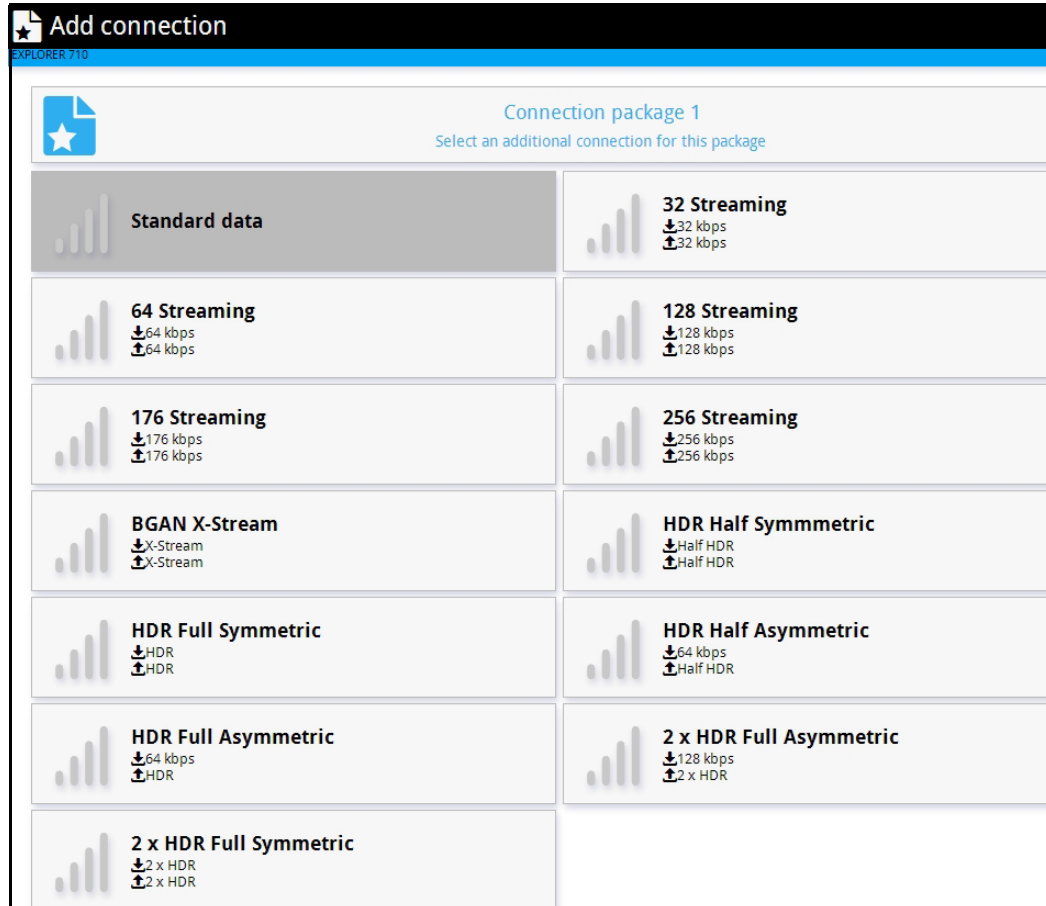 Add connection
EXPLORER 710
Connection package 1
Select an additional connection for this package
Standard data
32 Streaming
32 kbps
32 kbps
64 Streaming
64 kbps
64 kbps
128 Streaming
128 kbps
128 kbps
176 Streaming
176 kbps
176 kbps
256 Streaming
256 kbps
256 kbps
BGAN X-Stream
X-Stream
X-Stream
HDR Half Symmmetric
Half HDR
Half HDR
HDR Full Symmetric
HDR
HDR
HDR Half Asymmetric
64 kbps
Half HDR
HDR Full Asymmetric
64 kbps
HDR
2 x HDR Full Asymmetric
128 kbps
2 x HDR
2 x HDR Full Symmetric
2 x HDR
2 x HDR